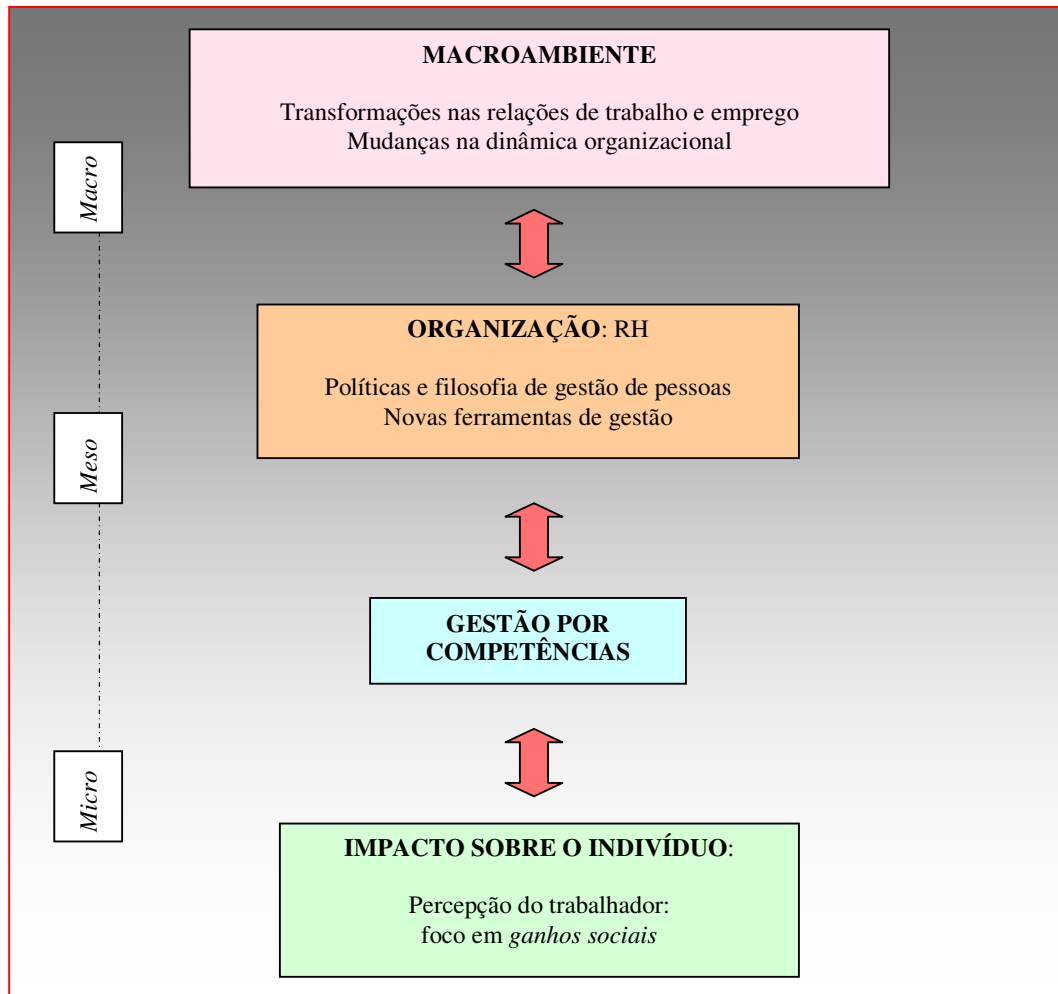 MACROAMBIENTE
Transformações nas relações de trabalho e emprego
Mudanças na dinâmica organizacional
Macro
ORGANIZAÇÃO: RH
Políticas e filosofia de gestão de pessoas
Novas ferramentas de gestão
Meso
GESTÃO POR
COMPETÊNCIAS
Micro
IMPACTO SOBRE O INDIVÍDUO:
Percepção do trabalhador:
foco em ganhos sociais